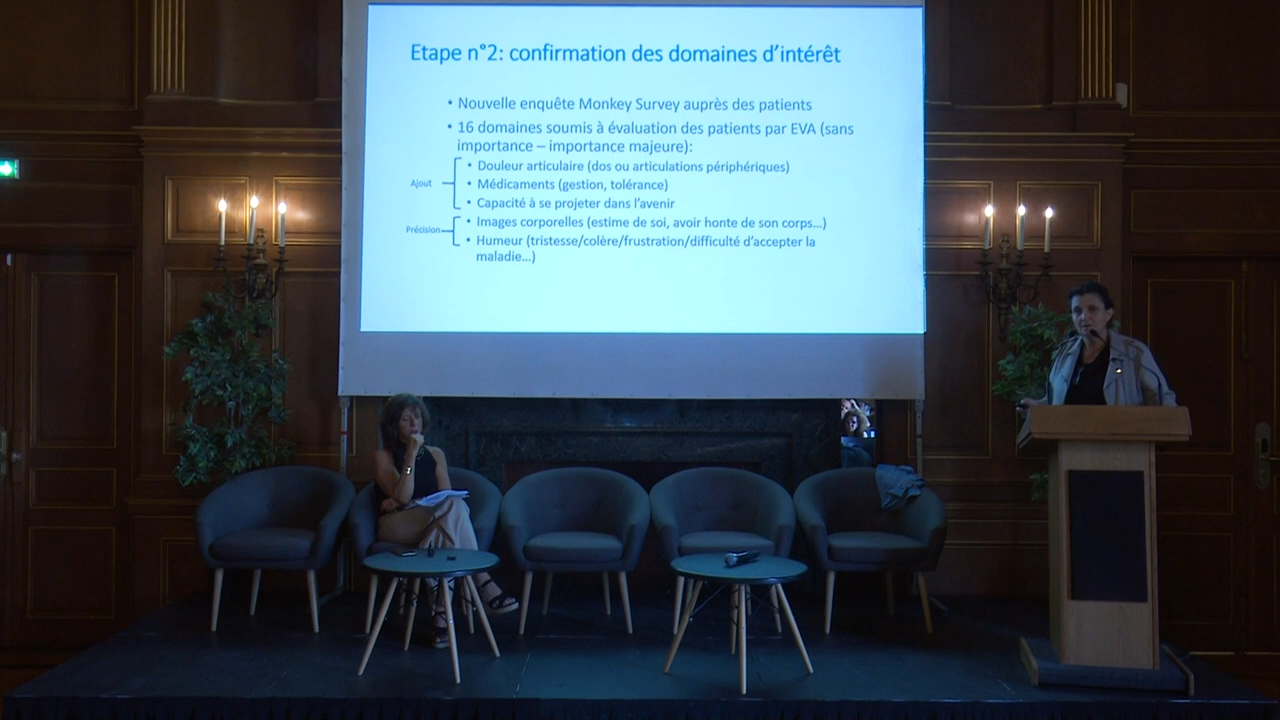 Etape n°2: confirmation des domaines d'intérêt
• Nouvelle enquête Monkey Survey auprès des patients
• 16 domaines soumis à évaluation des patients par EVA (sans
importance – importance majeure):
Ajout
• Douleur articulaire (dos ou articulations périphériques)
• Médicaments (gestion, tolérance)
• Capacité à se projeter dans l'avenir
Précision
• Images corporelles (estime de soi, avoir honte de son corps...)
• Humeur (tristesse/colère/frustration/difficulté d'accepter la
maladie...)